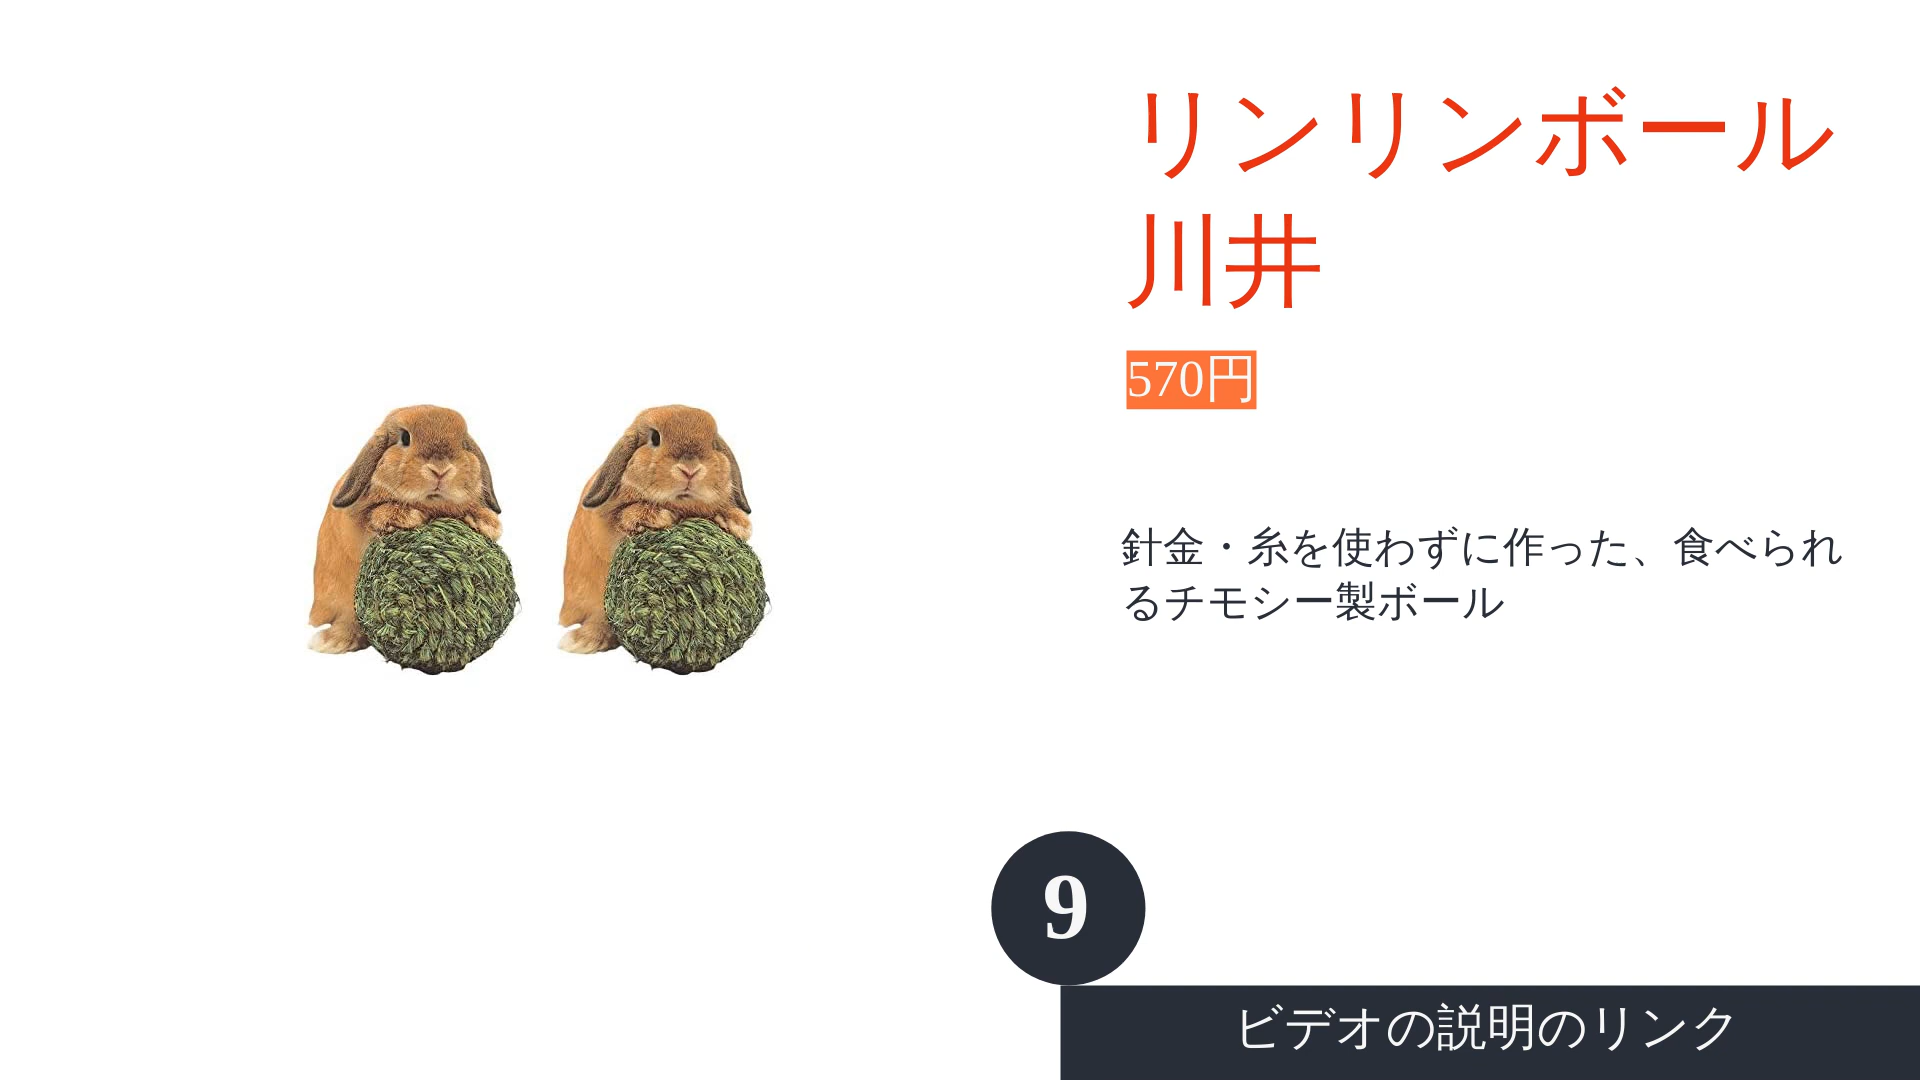 リンリンボール
川井
570円
針金・糸を使わずに作った、食べられ
るチモシー製ボール
9
ビデオの説明のリンク